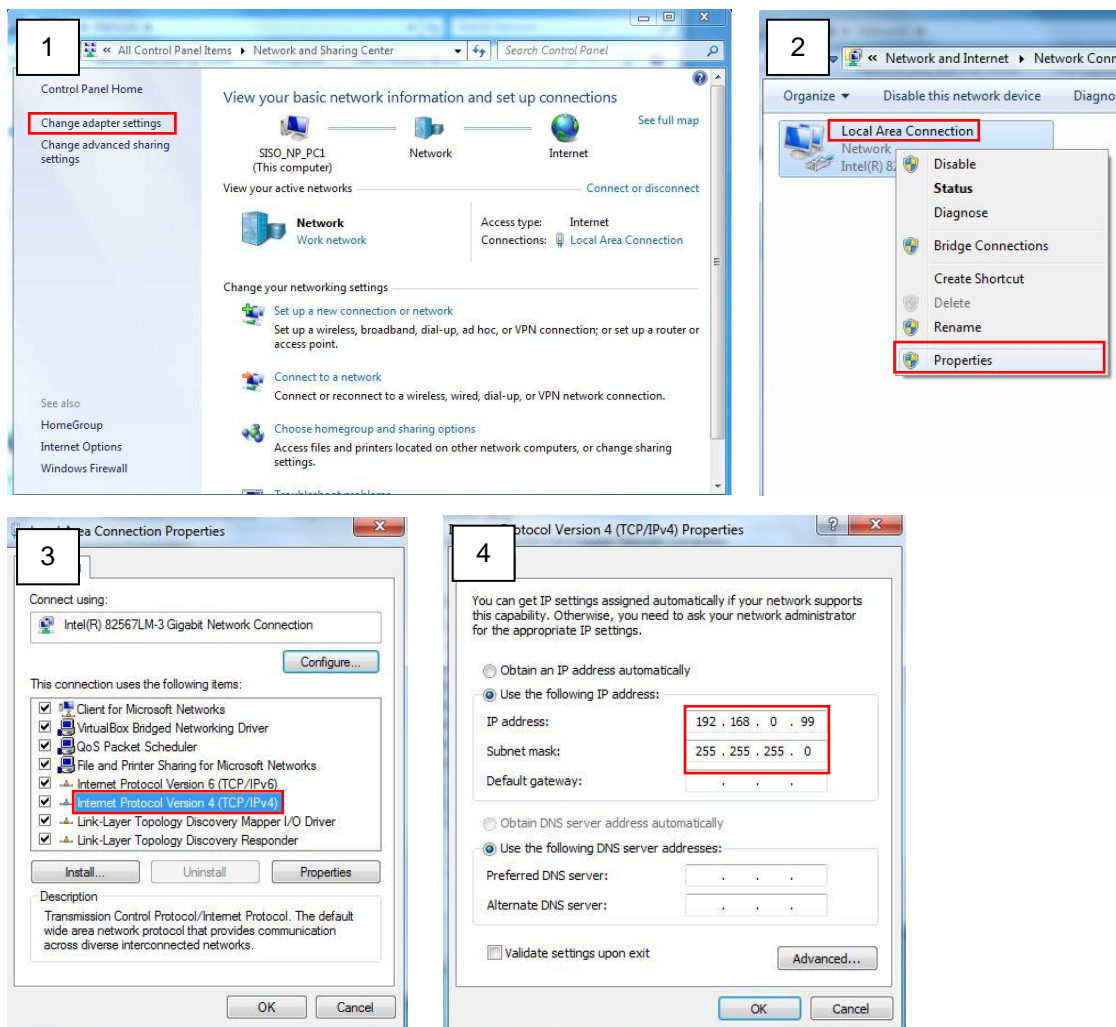 1
« All Control Panel Items ▸ Network and Sharing Center
Search Control Panel
Control Panel Home
Change adapter settings
Change advanced sharing
settings
See also
HomeGroup
Internet Options
Windows Firewall
View your basic network information and set up connections
See full map
SISO_NP_PC1
(This computer)
Network
Internet
View your active networks
Connect or disconnect
Network
Work network
Access type: Internet
Connections: Local Area Connection
Change your networking settings
Set up a new connection or network
Set up a wireless, broadband, dial-up, ad hoc, or VPN connection; or set up a router or
access point.
Connect to a network
Connect or reconnect to a wireless, wired, dial-up, or VPN network connection.
Choose homegroup and sharing options
Access files and printers located on other network computers, or change sharing
settings.
Troubleshoot problems
2
« Network and Internet ▸ Network Conn
Organize Disable this network device Diagno
Local Area Connection
Network
Intel(R) 82
Disable
Status
Diagnose
Bridge Connections
Create Shortcut
Delete
Rename
Properties
3
ea Connection Properties
Connect using:
Intel(R) 82567LM-3 Gigabit Network Connection
Configure...
This connection uses the following items:
Client for Microsoft Networks
VirtualBox Bridged Networking Driver
QoS Packet Scheduler
File and Printer Sharing for Microsoft Networks
Internet Protocol Version 6 (TCP/IPv6)
Internet Protocol Version 4 (TCP/IPv4)
Link-Layer Topology Discovery Mapper I/O Driver
Link-Layer Topology Discovery Responder
Install... Uninstall Properties
Description
Transmission Control Protocol/Internet Protocol. The default
wide area network protocol that provides communication
across diverse interconnected networks.
OK Cancel
4
otocol Version 4 (TCP/IPv4) Properties
You can get IP settings assigned automatically if your network supports
this capability. Otherwise, you need to ask your network administrator
for the appropriate IP settings.
Obtain an IP address automatically
Use the following IP address:
IP address: 192 . 168 . 0 . 99
Subnet mask: 255 . 255 . 255 . 0
Default gateway: . . .
Obtain DNS server address automatically
Use the following DNS server addresses:
Preferred DNS server: . . .
Alternate DNS server: . . .
Validate settings upon exit
Advanced...
OK Cancel